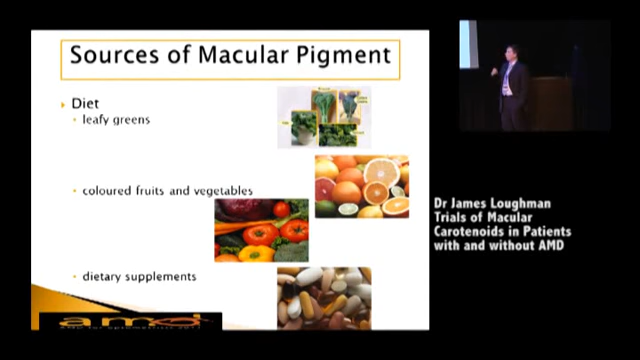 Sources of Macular Pigment
Diet
leafy greens
coloured fruits and vegetables
dietary supplements
amd
Dr James Loughman
Trials of Macular
Carotenoids in Patients
with and without AMD